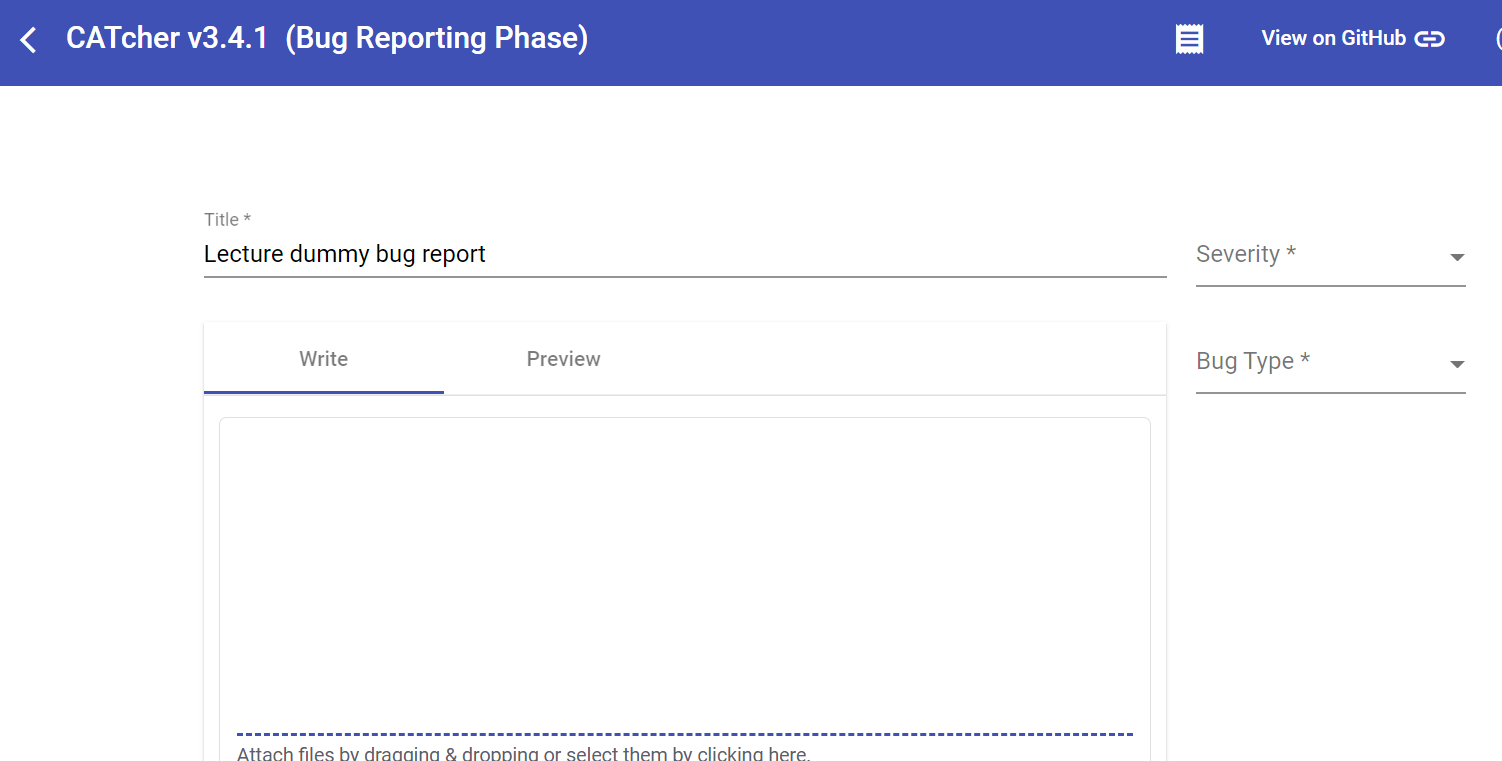 CATcher v3.4.1 (Bug Reporting Phase)
View on GitHub
Title *
Lecture dummy bug report
Severity *
Write
Preview
Bug Type *
Attach files by dragging & dropping or select them by clicking here.